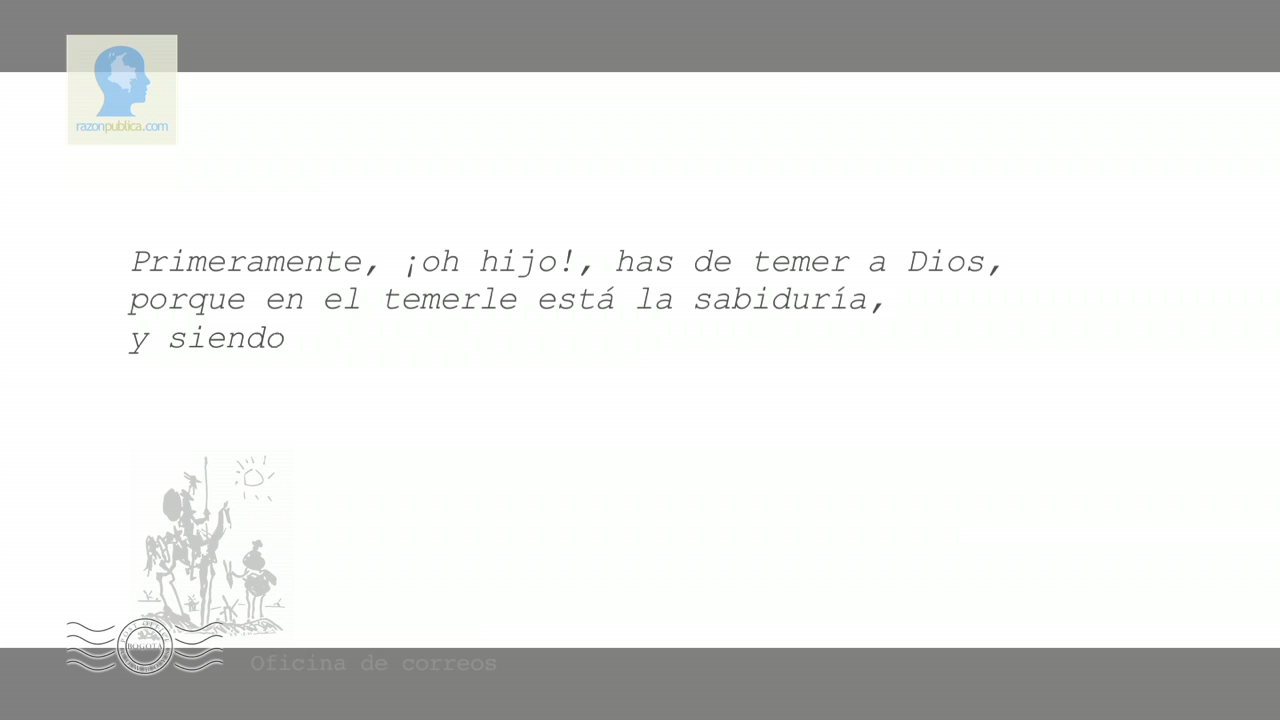 razonpublica.com
Primeramente, ¡oh hijo!, has de temer a Dios,
porque en el temerle está la sabiduría,
y siendo
BOGOTA
Oficina de correos